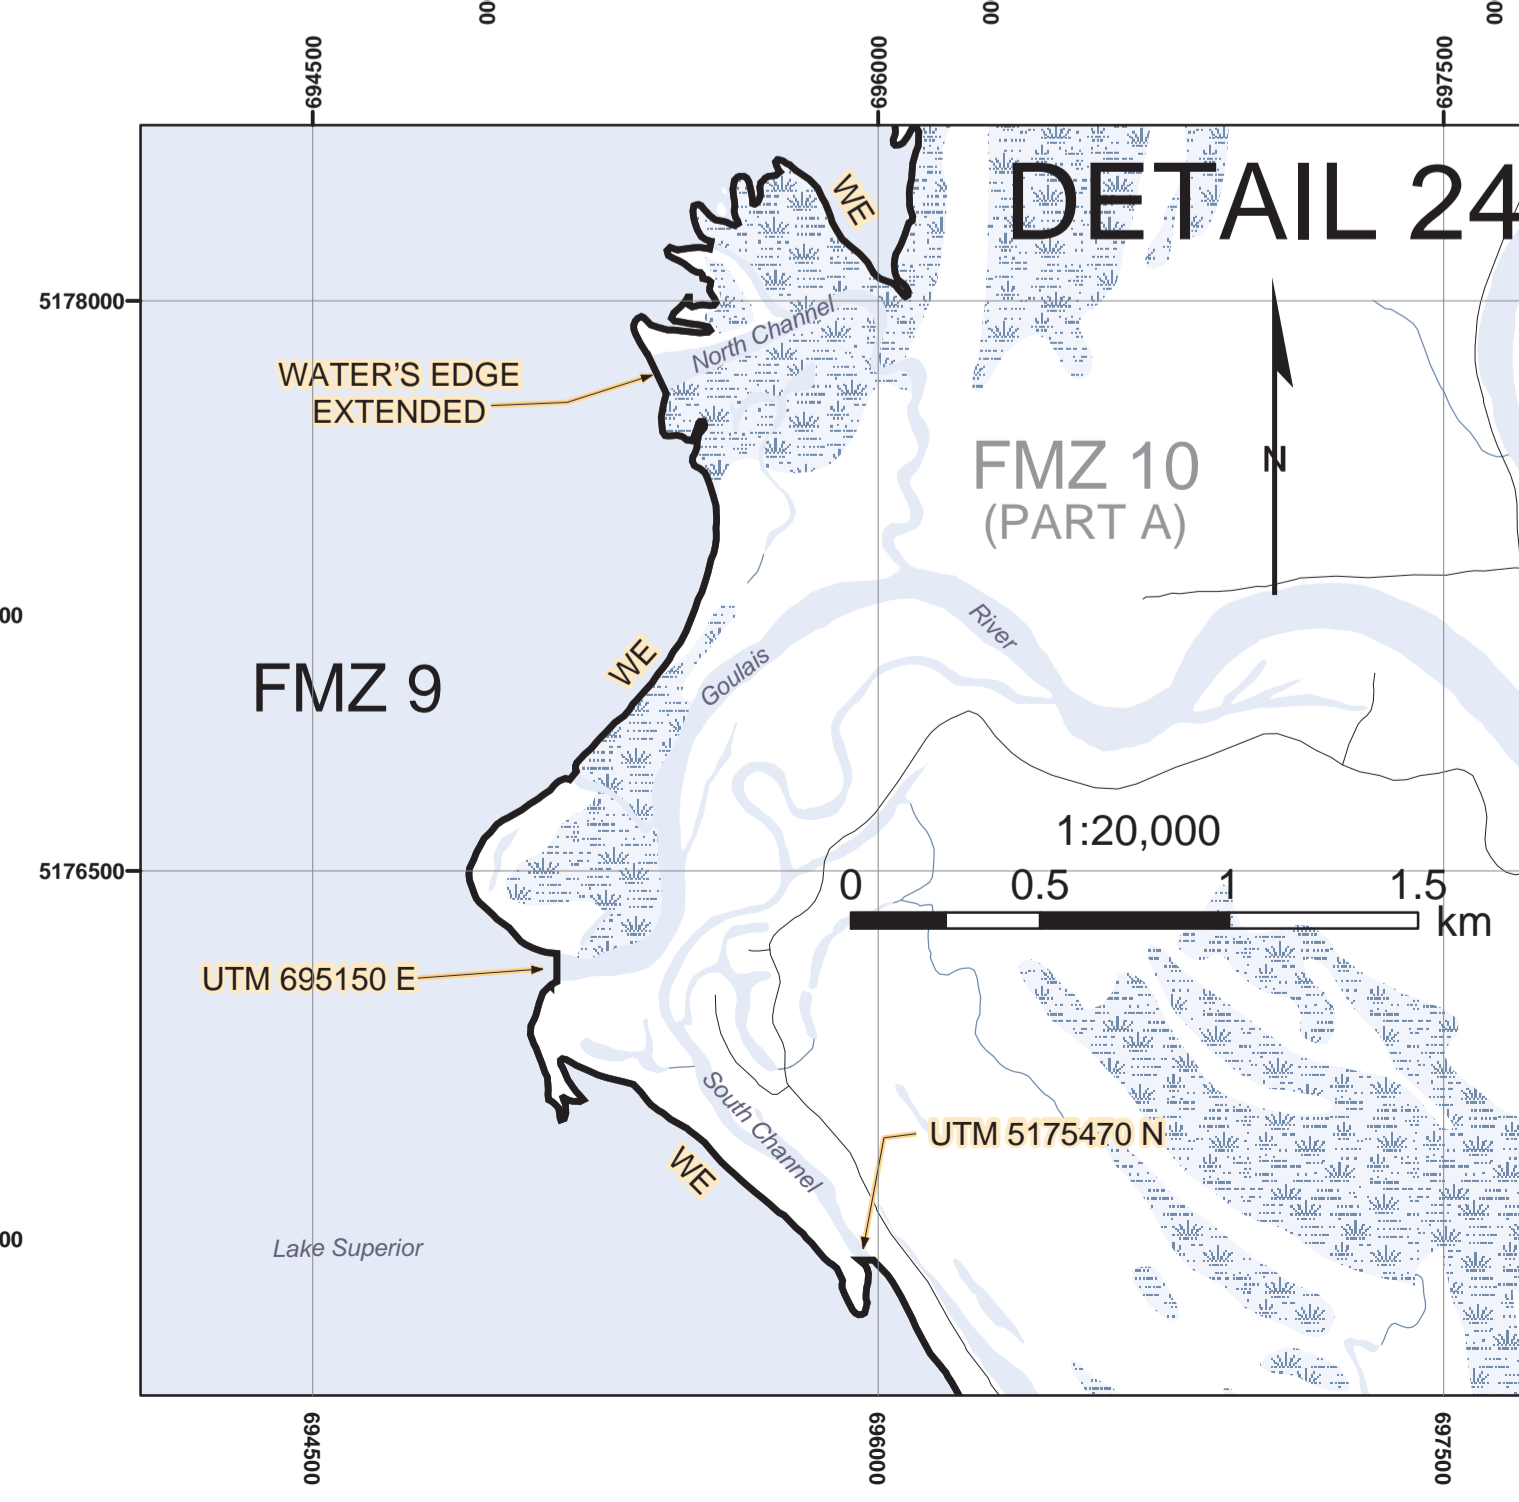 00
00
00
694500
696000
697500
DETAIL 24
WE
5178000
North Channel
WATER'S EDGE
EXTENDED
FMZ 10
(PART A)
N
00
River
WE
Goulais
FMZ 9
1:20,000
5176500
0
0.5
1
1.5
km
UTM 695150 E
South Channel
UTM 5175470 N
WE
00
Lake Superior
694500
696000
697500